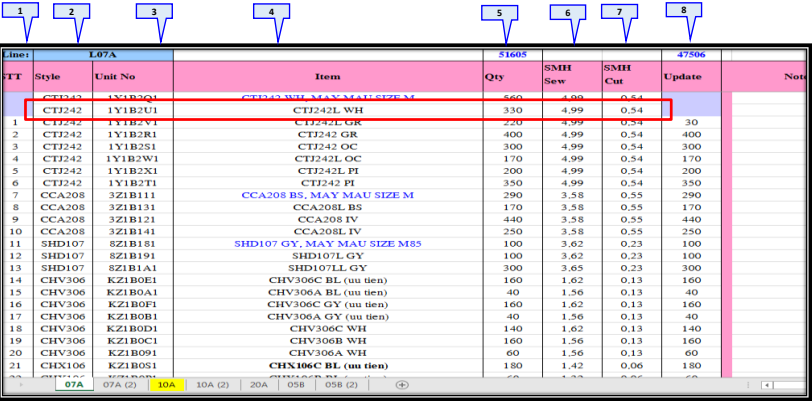 1 2 3 4 5 6 7 8
Line: L07A 51605 47506
STT Style Unit No Item Qty SMH Sew SMH Cut Update Not
CTJ242 1Y1B2Q1 CTJ242 WH, MAY MAU SIZE M 560 4,99 0,54
CTJ242 1Y1B2U1 CTJ242L WH 330 4,99 0,54
1 CTJ242 1Y1B2V1 CTJ242L GR 220 4,99 0,54 30
2 CTJ242 1Y1B2R1 CTJ242 GR 400 4,99 0,54 400
3 CTJ242 1Y1B2S1 CTJ242 OC 300 4,99 0,54 300
4 CTJ242 1Y1B2W1 CTJ242L OC 170 4,99 0,54 170
5 CTJ242 1Y1B2X1 CTJ242L PI 200 4,99 0,54 200
6 CTJ242 1Y1B2T1 CTJ242 PI 350 4,99 0,54 350
7 CCA208 3Z1B111 CCA208 BS, MAY MAU SIZE M 290 3,58 0,55 290
8 CCA208 3Z1B131 CCA208L BS 170 3,58 0,55 170
9 CCA208 3Z1B121 CCA208 IV 440 3,58 0,55 440
10 CCA208 3Z1B141 CCA208L IV 250 3,58 0,55 250
11 SHD107 8Z1B181 SHD107 GY, MAY MAU SIZE M85 100 3,62 0,23 100
12 SHD107 8Z1B191 SHD107L GY 100 3,62 0,23 100
13 SHD107 8Z1B1A1 SHD107LL GY 300 3,65 0,23 300
14 CHV306 KZ1B0E1 CHV306C BL (uu tien) 160 1,62 0,13 160
15 CHV306 KZ1B0A1 CHV306A BL (uu tien) 40 1,56 0,13 40
16 CHV306 KZ1B0F1 CHV306C GY (uu tien) 160 1,62 0,13 160
17 CHV306 KZ1B0B1 CHV306A GY (uu tien) 40 1,56 0,13 40
18 CHV306 KZ1B0D1 CHV306C WH 140 1,62 0,13 140
19 CHV306 KZ1B0C1 CHV306B WH 160 1,56 0,13 160
20 CHV306 KZ1B091 CHV306A WH 60 1,56 0,13 60
21 CHX106 KZ1B0S1 CHX106C BL (uu tien) 180 1,42 0,06 180
07A 07A (2) 10A 10A (2) 20A 05B 05B (2)